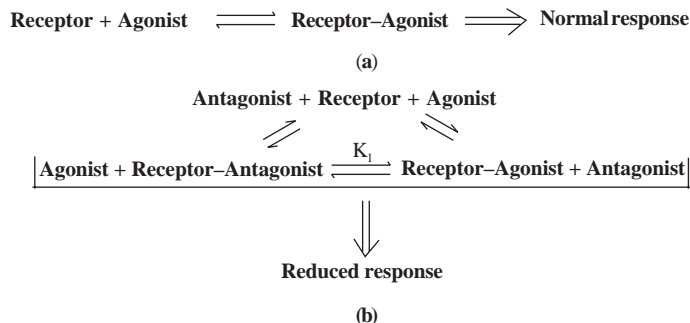 Receptor + Agonist Receptor–Agonist Normal response
(a)
Antagonist + Receptor + Agonist
K1
Agonist + Receptor–Antagonist Receptor–Agonist + Antagonist
Reduced response
(b)